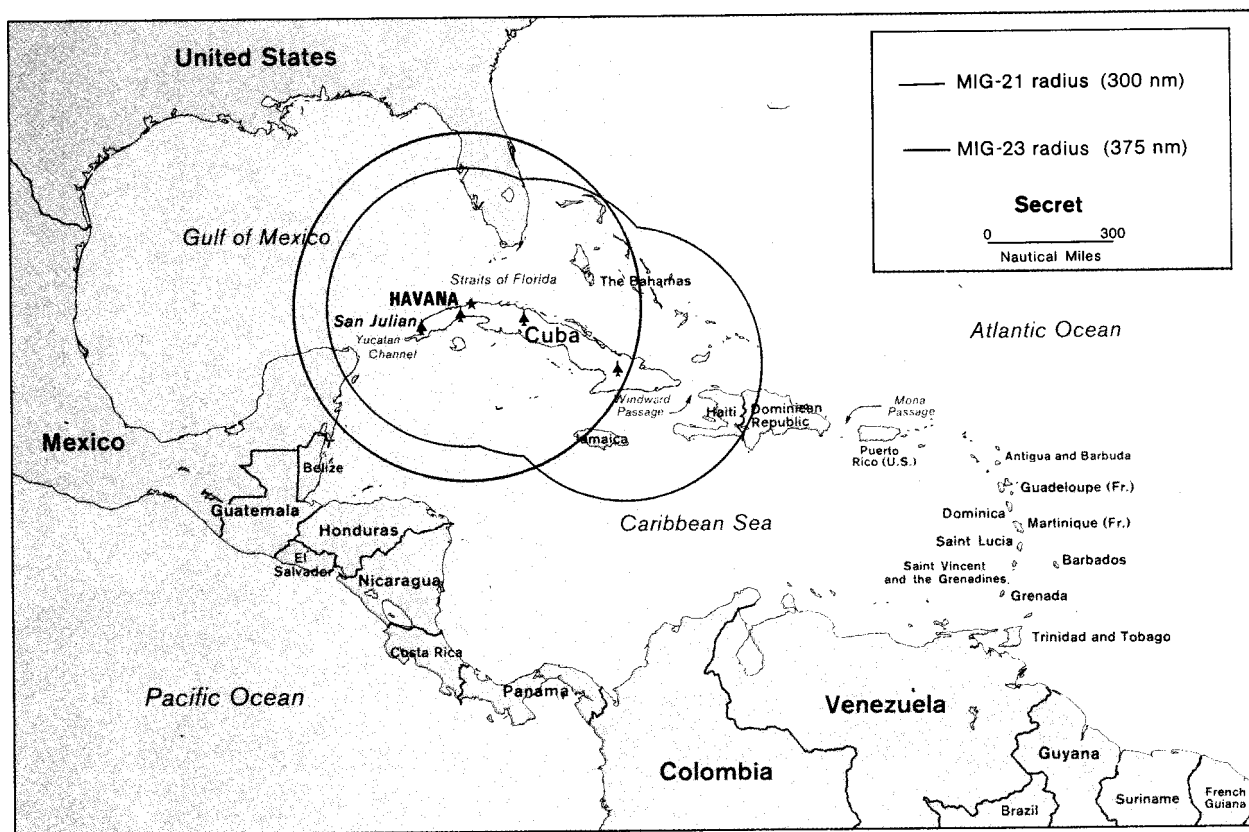 United States
MIG-21 radius (300 nm)
MIG-23 radius (375 nm)
Secret
0 300
Nautical Miles
Gulf of Mexico
Straits of Florida
The Bahamas
HAVANA
San Julian
Yucatan
Channel
Cuba
Atlantic Ocean
Windward
Passage
Haiti
Dominican
Republic
Mona
Passage
Jamaica
Puerto
Rico (U.S.)
Mexico
Belize
Antigua and Barbuda
Guadeloupe (Fr.)
Guatemala
Dominica
Honduras
Caribbean Sea
Martinique (Fr.)
Saint Lucia
El
Salvador
Nicaragua
Saint Vincent
and the Grenadines
Barbados
Grenada
Costa Rica
Trinidad and Tobago
Pacific Ocean
Panama
Venezuela
Guyana
Colombia
Brazil
Suriname
French
Guiana